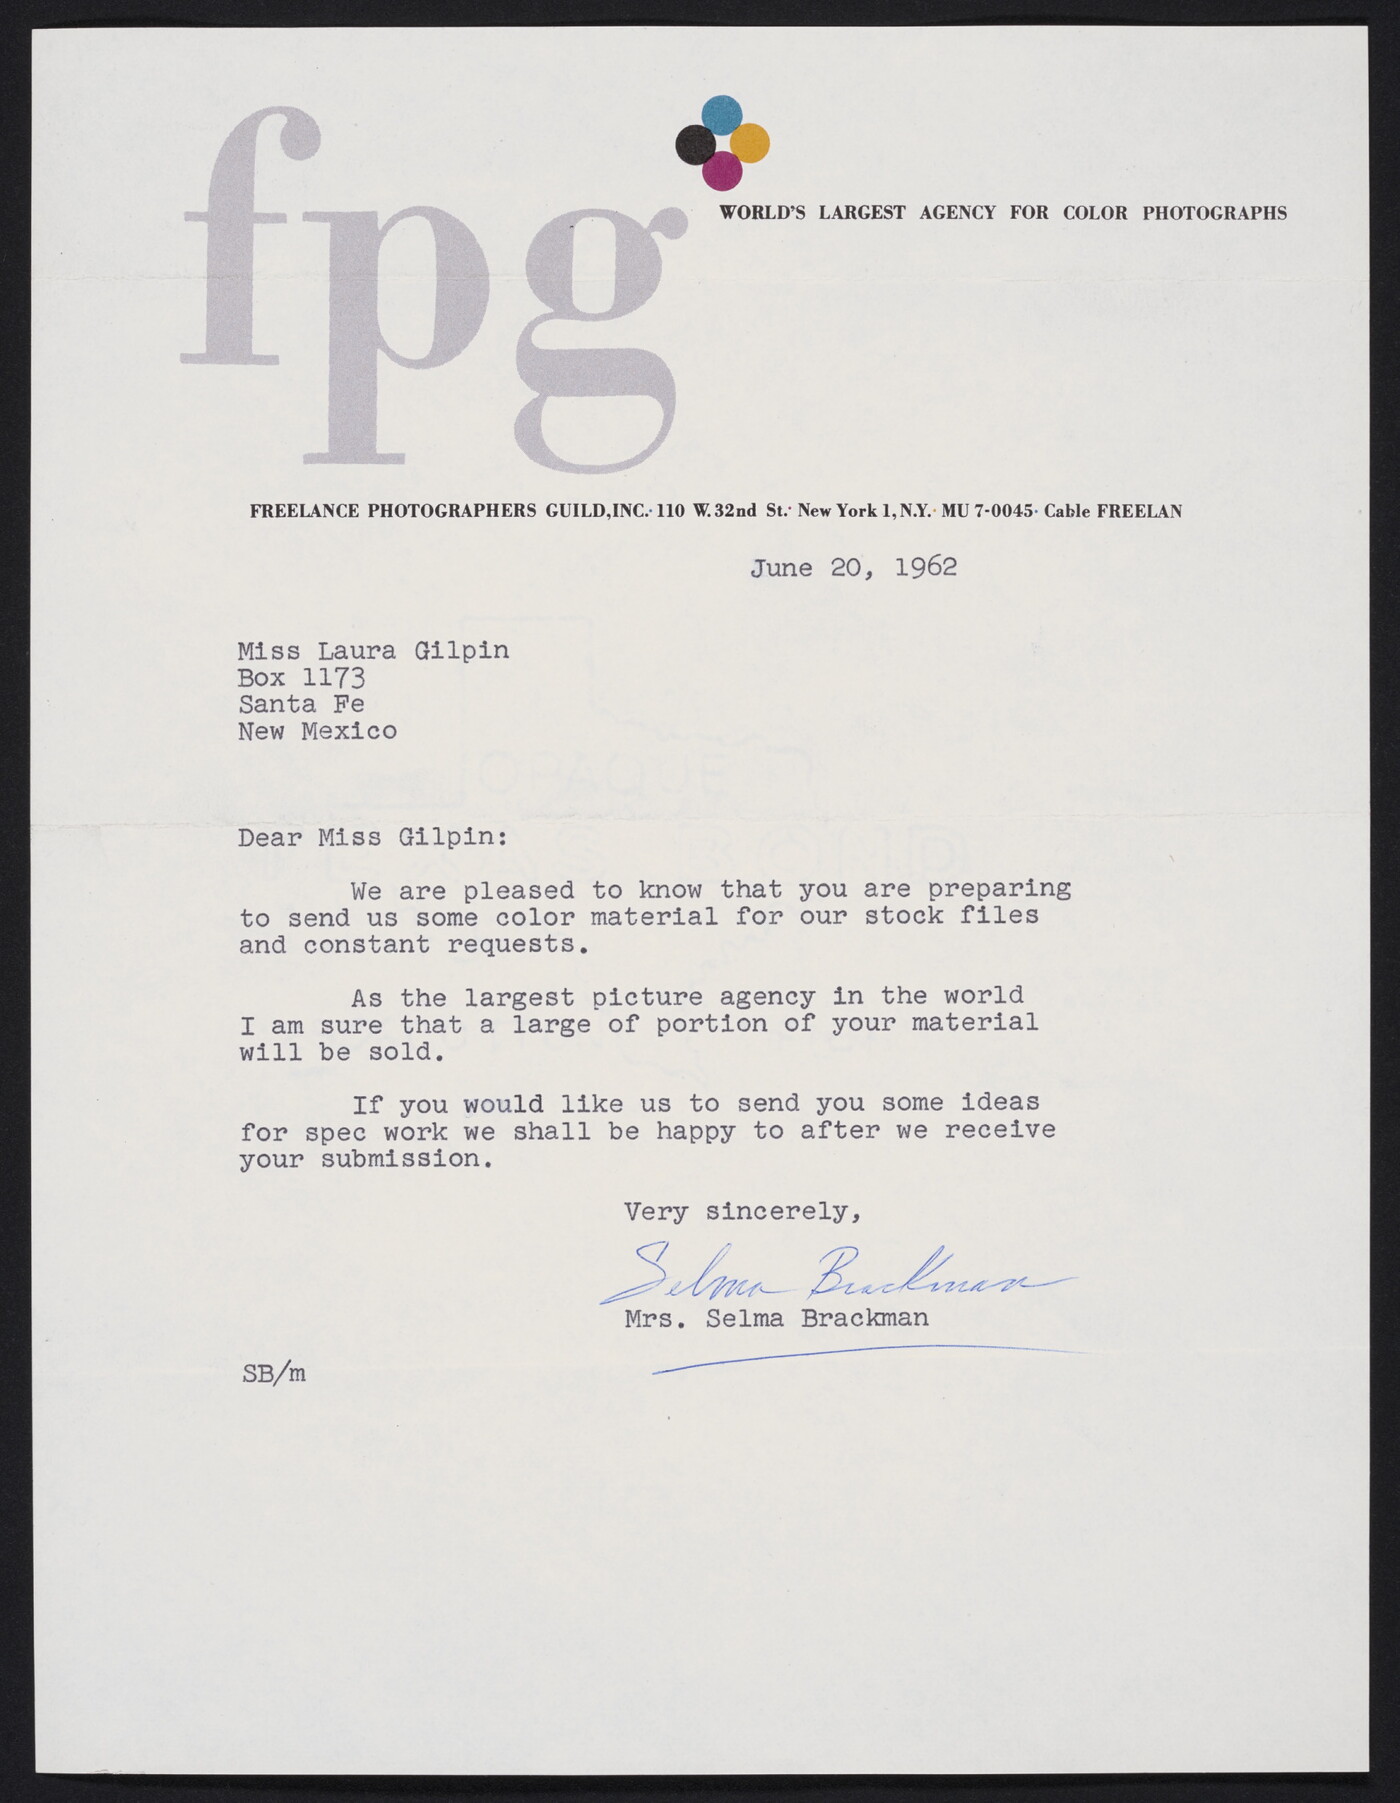 fpg
WORLD'S LARGEST AGENCY FOR COLOR PHOTOGRAPHS
FREELANCE PHOTOGRAPHERS GUILD, INC. · 110 W. 32nd St. · New York 1, N.Y. · MU 7-0045 · Cable FREELAN
June 20, 1962
Miss Laura Gilpin
Box 1173
Santa Fe
New Mexico
Dear Miss Gilpin:
We are pleased to know that you are preparing
to send us some color material for our stock files
and constant requests.
As the largest picture agency in the world
I am sure that a large of portion of your material
will be sold.
If you would like us to send you some ideas
for spec work we shall be happy to after we receive
your submission.
Very sincerely,
Selma Brackman
Mrs. Selma Brackman
SB/m